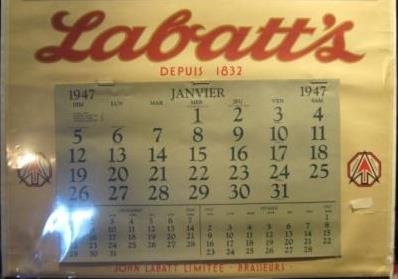 Labatt's
DEPUIS 1832
1947 JANVIER 1947
DIM LUN MAR MER JEU VEN SAM
1 2 3 4
5 6 7 8 9 10 11
12 13 14 15 16 17 18
19 20 21 22 23 24 25
26 27 28 29 30 31
JOHN LABATT LIMITÉE - BRASSEURS